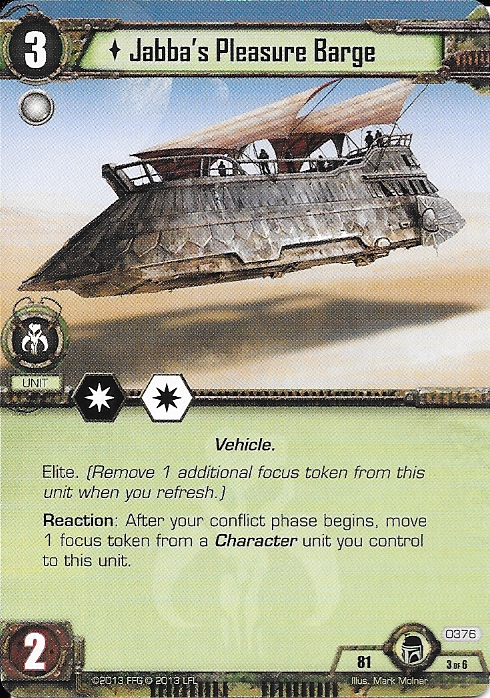 3
Jabba's Pleasure Barge
UNIT
Vehicle.
Elite. (Remove 1 additional focus token from this
unit when you refresh.)
Reaction: After your conflict phase begins, move
1 focus token from a Character unit you control
to this unit.
2
0376
81
3 OF 6
©2013 FFG © 2013 LFL
Illus. Mark Molnar